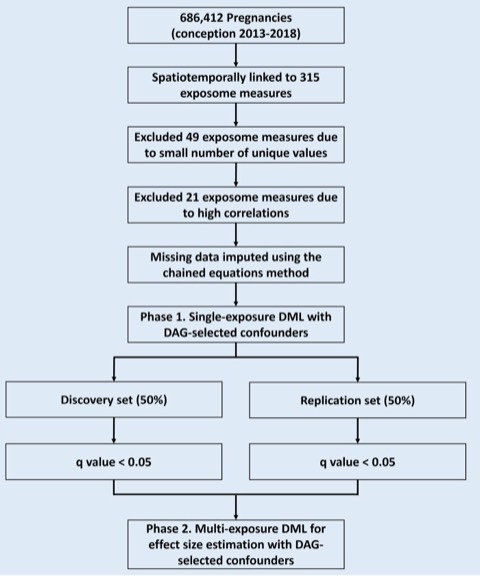 686,412 Pregnancies
(conception 2013-2018)
Spatiotemporally linked to 315
exposome measures
Excluded 49 exposome measures due
to small number of unique values
Excluded 21 exposome measures due
to high correlations
Missing data imputed using the
chained equations method
Phase 1. Single-exposure DML with
DAG-selected confounders
Discovery set (50%)
Replication set (50%)
q value < 0.05
q value < 0.05
Phase 2. Multi-exposure DML for
effect size estimation with DAG-
selected confounders